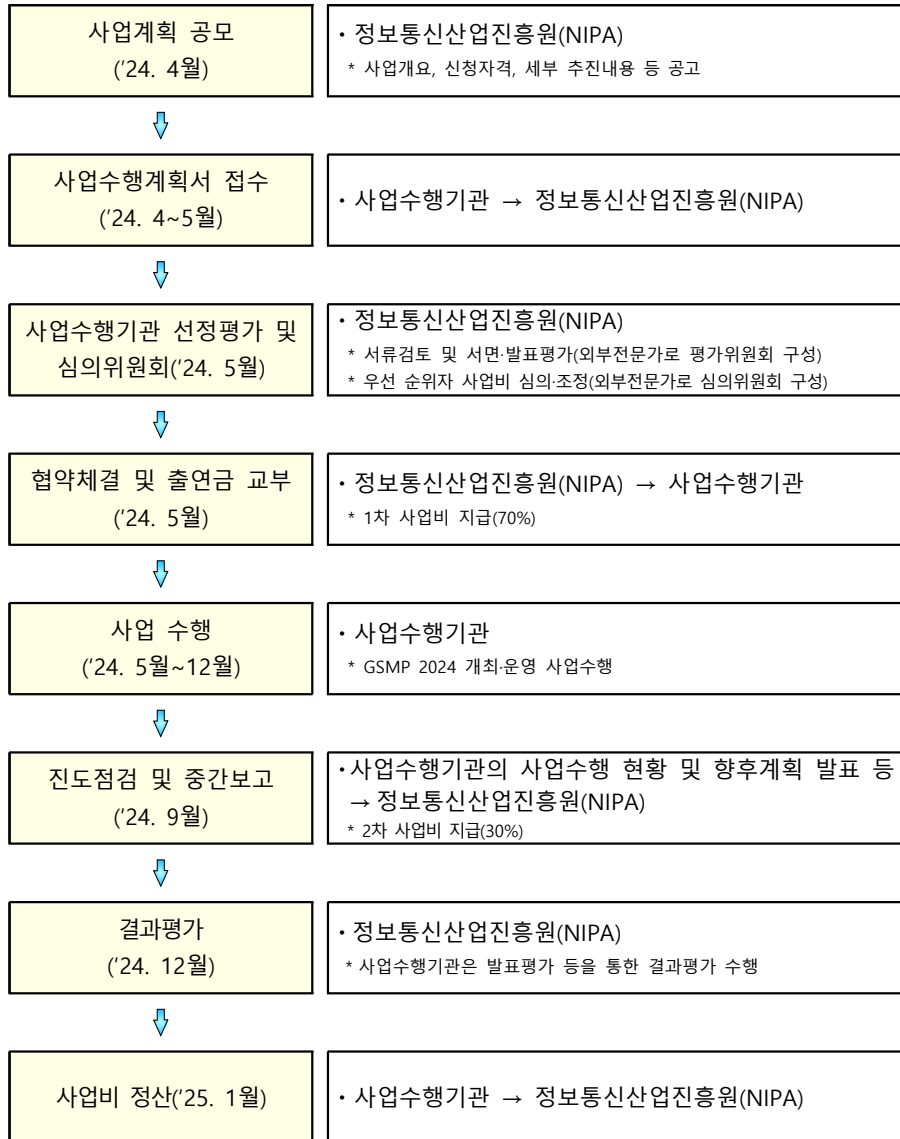 사업계획 공모
('24. 4월)
· 정보통신산업진흥원(NIPA)
* 사업개요, 신청자격, 세부 추진내용 등 공고
사업수행계획서 접수
('24. 4~5월)
· 사업수행기관 → 정보통신산업진흥원(NIPA)
사업수행기관 선정평가 및
심의위원회('24. 5월)
· 정보통신산업진흥원(NIPA)
* 서류검토 및 서면·발표평가(외부전문가로 평가위원회 구성)
* 우선 순위자 사업비 심의·조정(외부전문가로 심의위원회 구성)
협약체결 및 출연금 교부
('24. 5월)
· 정보통신산업진흥원(NIPA) → 사업수행기관
* 1차 사업비 지급(70%)
사업 수행
('24. 5월~12월)
· 사업수행기관
* GSMP 2024 개최·운영 사업수행
진도점검 및 중간보고
('24. 9월)
· 사업수행기관의 사업수행 현황 및 향후계획 발표 등
→ 정보통신산업진흥원(NIPA)
* 2차 사업비 지급(30%)
결과평가
('24. 12월)
· 정보통신산업진흥원(NIPA)
* 사업수행기관은 발표평가 등을 통한 결과평가 수행
사업비 정산('25. 1월)
· 사업수행기관 → 정보통신산업진흥원(NIPA)